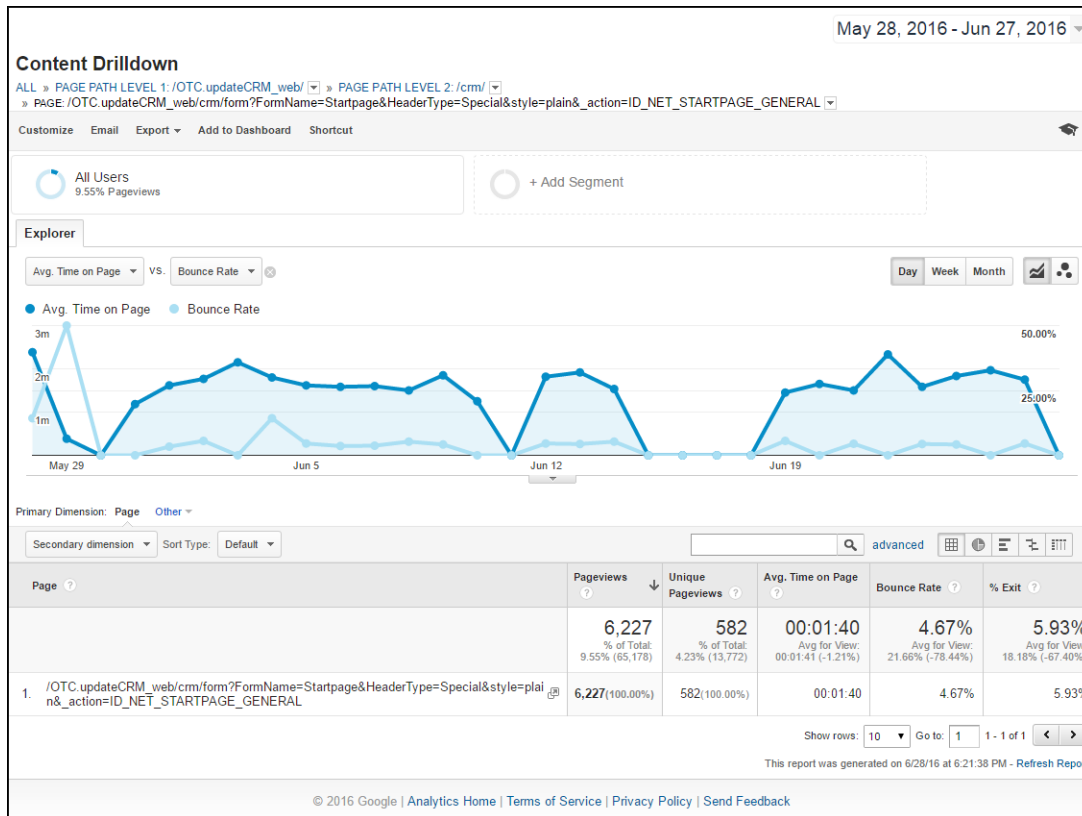 May 28, 2016 - Jun 27, 2016
Content Drilldown
ALL » PAGE PATH LEVEL 1: /OTC.updateCRM_web/ » PAGE PATH LEVEL 2: /crm/
» PAGE: /OTC.updateCRM_web/crm/form?FormName=Startpage&HeaderType=Special&style=plain&_action=ID_NET_STARTPAGE_GENERAL
Customize Email Export Add to Dashboard Shortcut
All Users
9.55% Pageviews
+ Add Segment
Explorer
Avg. Time on Page VS. Bounce Rate
Day Week Month
Avg. Time on Page Bounce Rate
3m 50.00%
2m
25.00%
1m
May 29 Jun 5 Jun 12 Jun 19
Primary Dimension: Page Other
Secondary dimension Sort Type: Default
advanced
Page ? Pageviews ? Unique Pageviews ? Avg. Time on Page ? Bounce Rate ? % Exit ?
6,227 582 00:01:40 4.67% 5.93%
% of Total: % of Total: Avg for View: Avg for View: Avg for View
9.55% (65,178) 4.23% (13,772) 00:01:41 (-1.21%) 21.66% (-78.44%) 18.18% (-67.40%
1. /OTC.updateCRM_web/crm/form?FormName=Startpage&HeaderType=Special&style=plai
n&_action=ID_NET_STARTPAGE_GENERAL
6,227(100.00%) 582(100.00%) 00:01:40 4.67% 5.93%
Show rows: 10 Go to: 1 1 - 1 of 1
This report was generated on 6/28/16 at 6:21:38 PM - Refresh Repo
© 2016 Google | Analytics Home | Terms of Service | Privacy Policy | Send Feedback